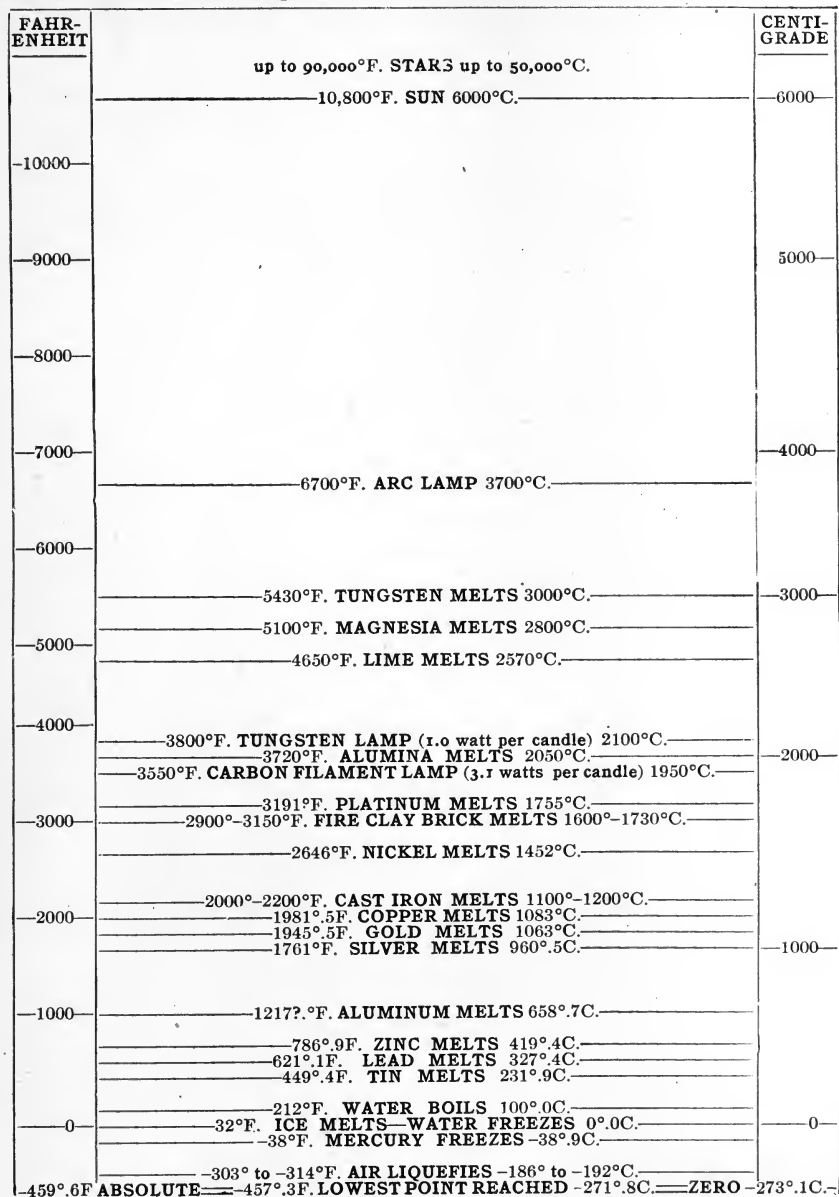 FAHR-
ENHEIT
CENTI-
GRADE
up to 90,000°F. STARS up to 50,000°C.
10,800°F. SUN 6000°C.
6000
10000
9000
5000
8000
7000
4000
6700°F. ARC LAMP 3700°C.
6000
5430°F. TUNGSTEN MELTS 3000°C.
3000
5100°F. MAGNESIA MELTS 2800°C.
5000
4650°F. LIME MELTS 2570°C.
4000
3800°F. TUNGSTEN LAMP (1.0 watt per candle) 2100°C.
3720°F. ALUMINA MELTS 2050°C.
2000
3550°F. CARBON FILAMENT LAMP (3.1 watts per candle) 1950°C.
3191°F. PLATINUM MELTS 1755°C.
3000
2900°-3150°F. FIRE CLAY BRICK MELTS 1600°-1730°C.
2646°F. NICKEL MELTS 1452°C.
2000°-2200°F. CAST IRON MELTS 1100°-1200°C.
2000
1981°.5F. COPPER MELTS 1083°C.
1945°.5F. GOLD MELTS 1063°C.
1761°F. SILVER MELTS 960°.5C.
1000
1000
1217?.°F. ALUMINUM MELTS 658°.7C.
786°.9F. ZINC MELTS 419°.4C.
621°.1F. LEAD MELTS 327°.4C.
449°.4F. TIN MELTS 231°.9C.
212°F. WATER BOILS 100°.0C.
0
32°F. ICE MELTS—WATER FREEZES 0°.0C.
0
-38°F. MERCURY FREEZES -38°.9C.
-303° to -314°F. AIR LIQUEFIES -186° to -192°C.
-459°.6F ABSOLUTE -457°.3F. LOWEST POINT REACHED -271°.8C. ZERO -273°.1C.